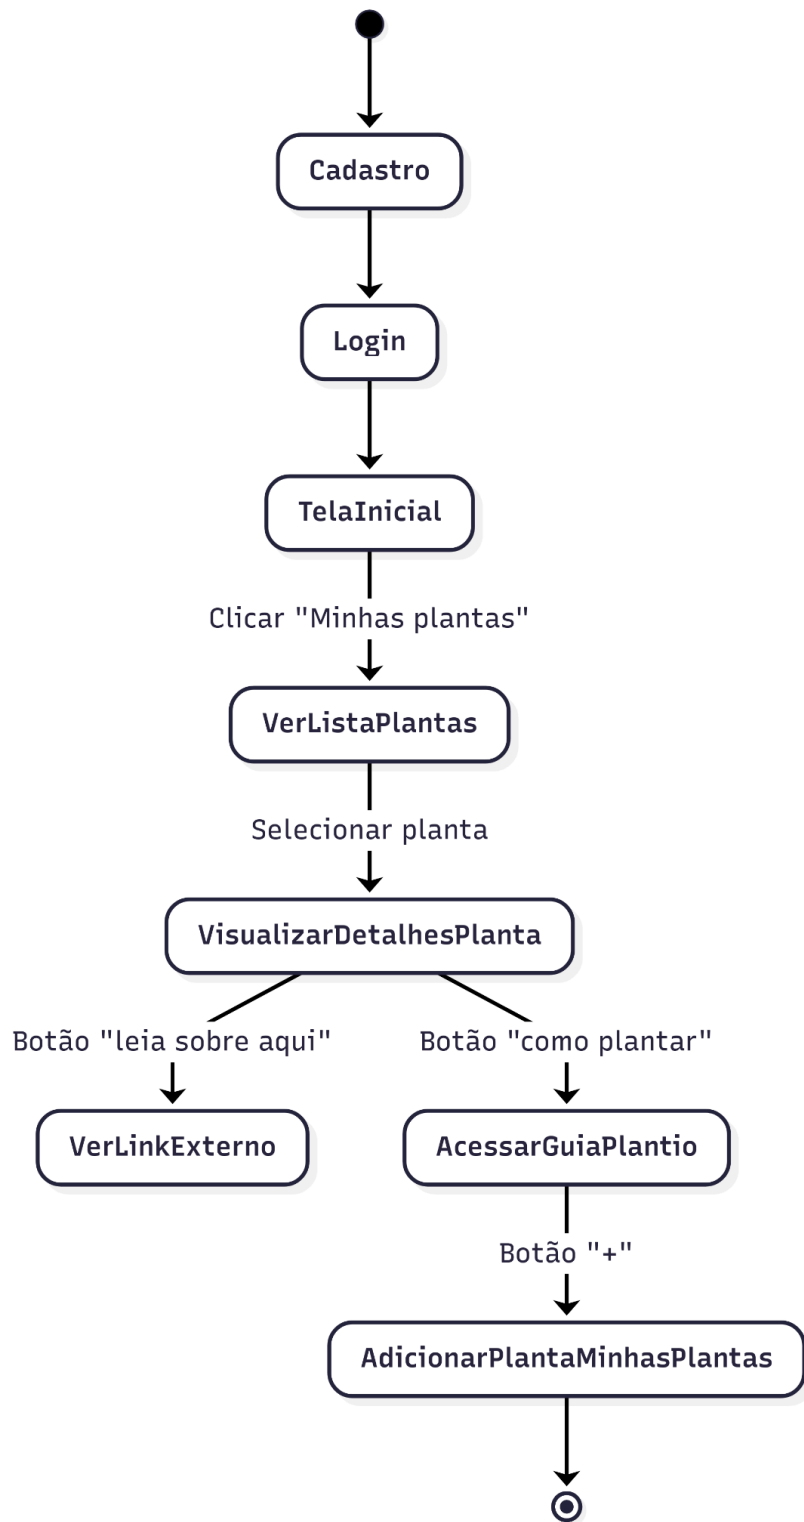 Cadastro
Login
TelaInicial
Clicar "Minhas plantas"
VerListaPlantas
Selecionar planta
VisualizarDetalhesPlanta
Botão "leia sobre aqui"
Botão "como plantar"
VerLinkExterno
AcessarGuiaPlantio
Botão "+"
AdicionarPlantaMinhasPlantas